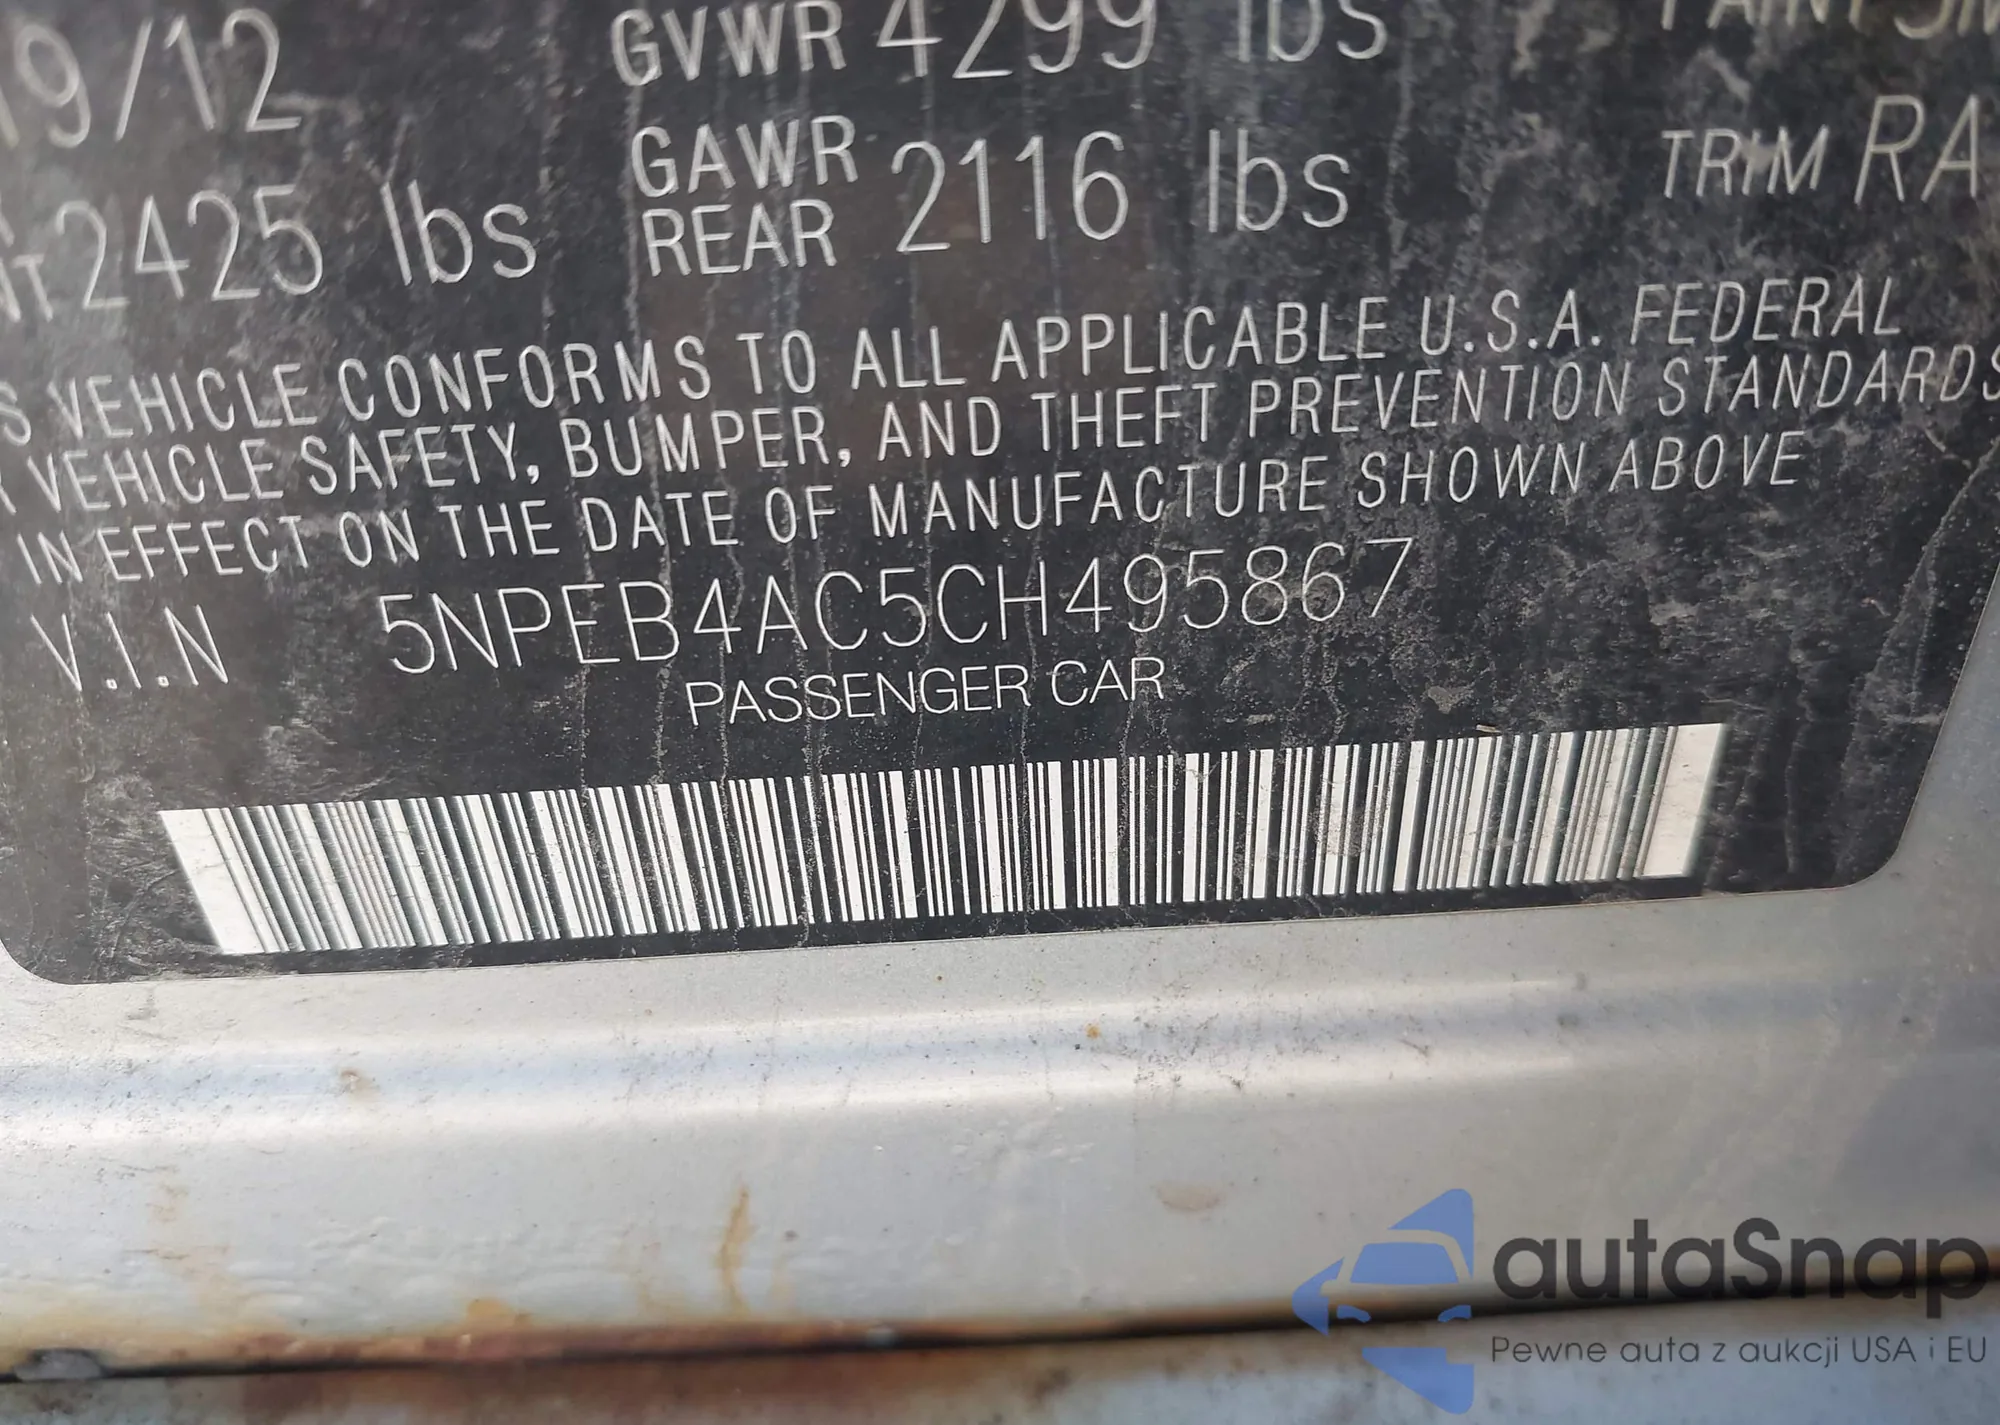 19/12 GVWR 4299 lbs
GAWR REAR 2116 lbs TRIM RA
2425 lbs
VEHICLE CONFORMS TO ALL APPLICABLE U.S.A. FEDERAL
VEHICLE SAFETY, BUMPER, AND THEFT PREVENTION STANDARDS
IN EFFECT ON THE DATE OF MANUFACTURE SHOWN ABOVE
V.I.N 5NPEB4AC5CH495867
PASSENGER CAR
autaSnap
Pewne auta z aukcji USA i EU